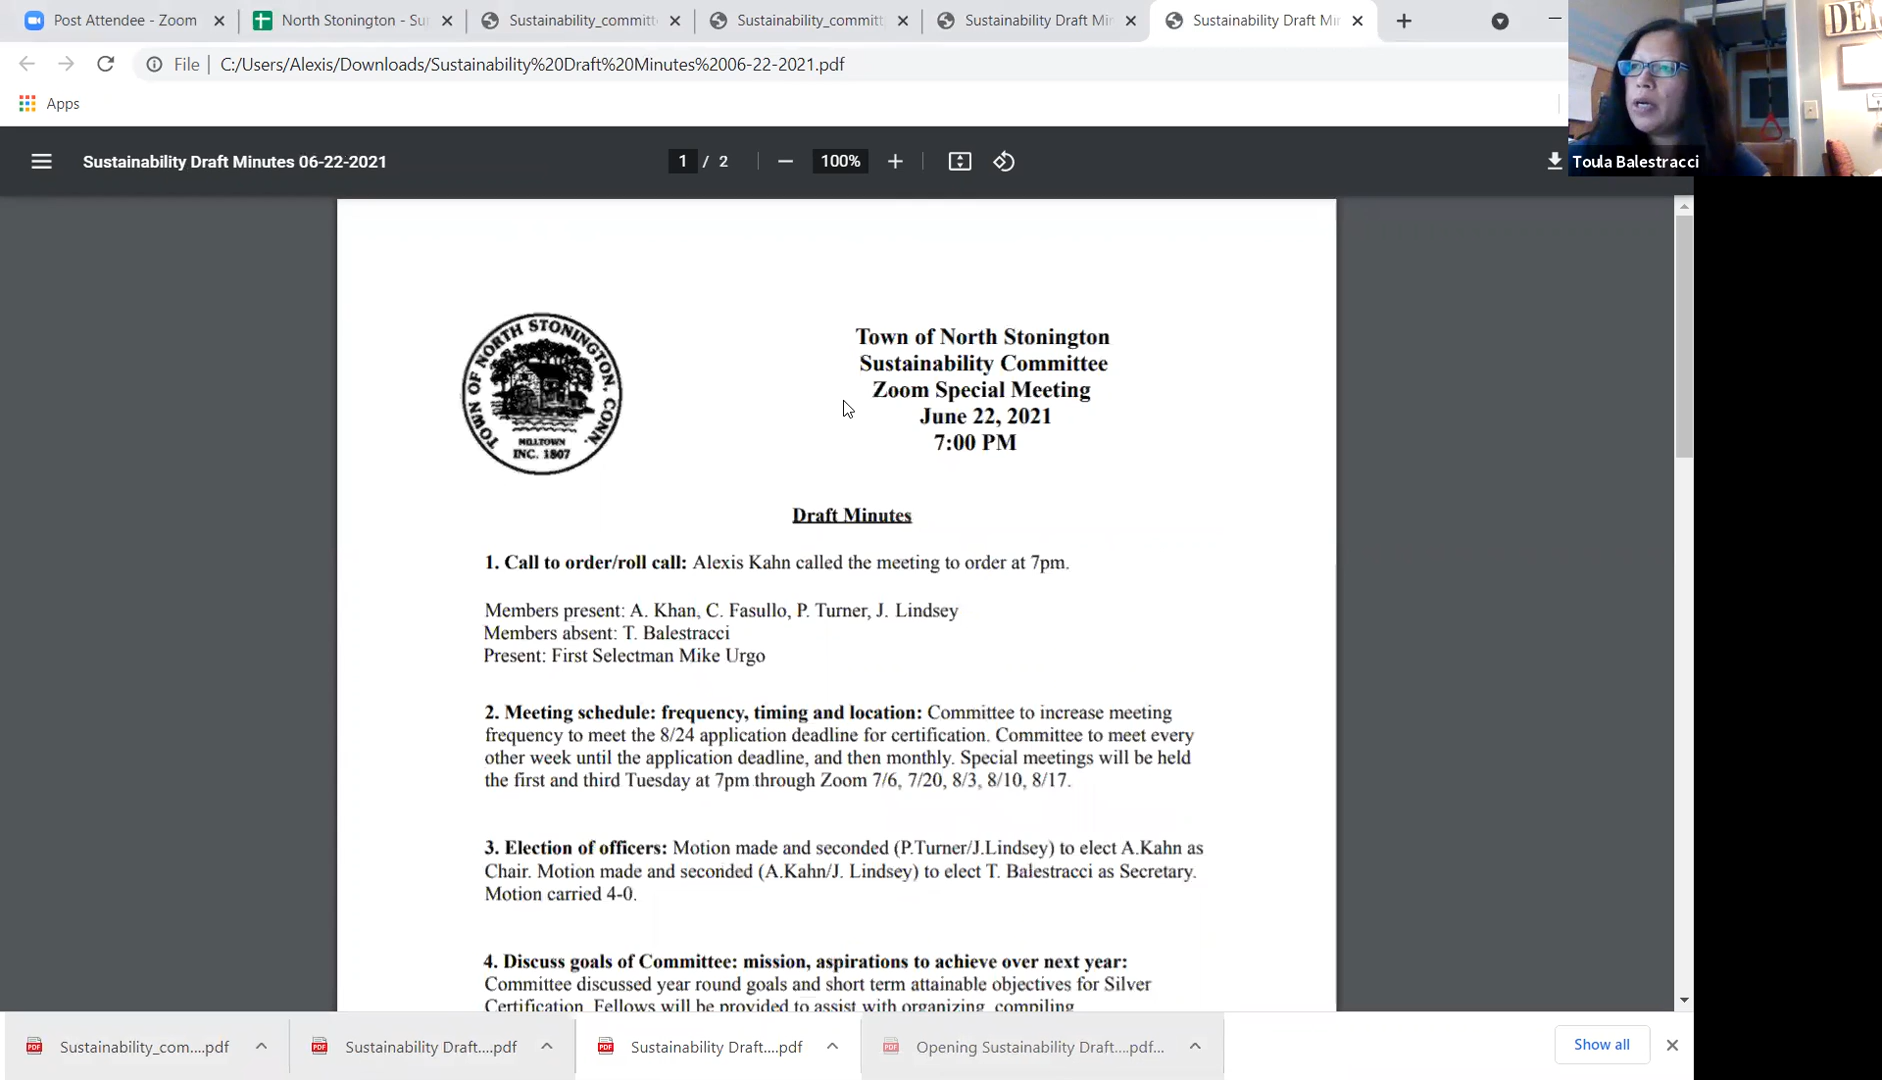 Post Attendee - Zoom
North Stonington - Su
Sustainability_committ
Sustainability_committ
Sustainability Draft Mi
Sustainability Draft Mi
File
C:/Users/Alexis/Downloads/Sustainability%20Draft%20Minutes%2006-22-2021.pdf
Apps
Sustainability Draft Minutes 06-22-2021
1 / 2
100%
Toula Balestracci
TOWN OF NORTH STONINGTON, CONN.
MILLTOWN
INC. 1807
Town of North Stonington
Sustainability Committee
Zoom Special Meeting
June 22, 2021
7:00 PM
Draft Minutes
1. Call to order/roll call: Alexis Kahn called the meeting to order at 7pm.
Members present: A. Khan, C. Fasullo, P. Turner, J. Lindsey
Members absent: T. Balestracci
Present: First Selectman Mike Urgo
2. Meeting schedule: frequency, timing and location: Committee to increase meeting
frequency to meet the 8/24 application deadline for certification. Committee to meet every
other week until the application deadline, and then monthly. Special meetings will be held
the first and third Tuesday at 7pm through Zoom 7/6, 7/20, 8/3, 8/10, 8/17.
3. Election of officers: Motion made and seconded (P.Turner/J.Lindsey) to elect A.Kahn as
Chair. Motion made and seconded (A.Kahn/J. Lindsey) to elect T. Balestracci as Secretary.
Motion carried 4-0.
4. Discuss goals of Committee: mission, aspirations to achieve over next year:
Committee discussed year round goals and short term attainable objectives for Silver
Certification. Fellows will be provided to assist with organizing, compiling
Sustainability_com....pdf
Sustainability Draft....pdf
Sustainability Draft....pdf
Opening Sustainability Draft....pdf...
Show all